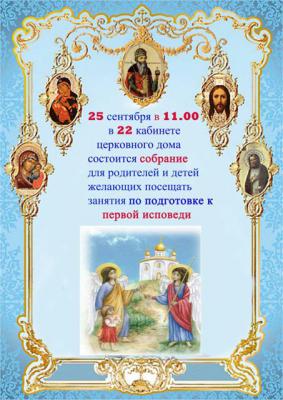 25 сентября в 11.00
в 22 кабинете
церковного дома
состоится собрание
для родителей и детей
желающих посещать
занятия по подготовке к
первой исповеди